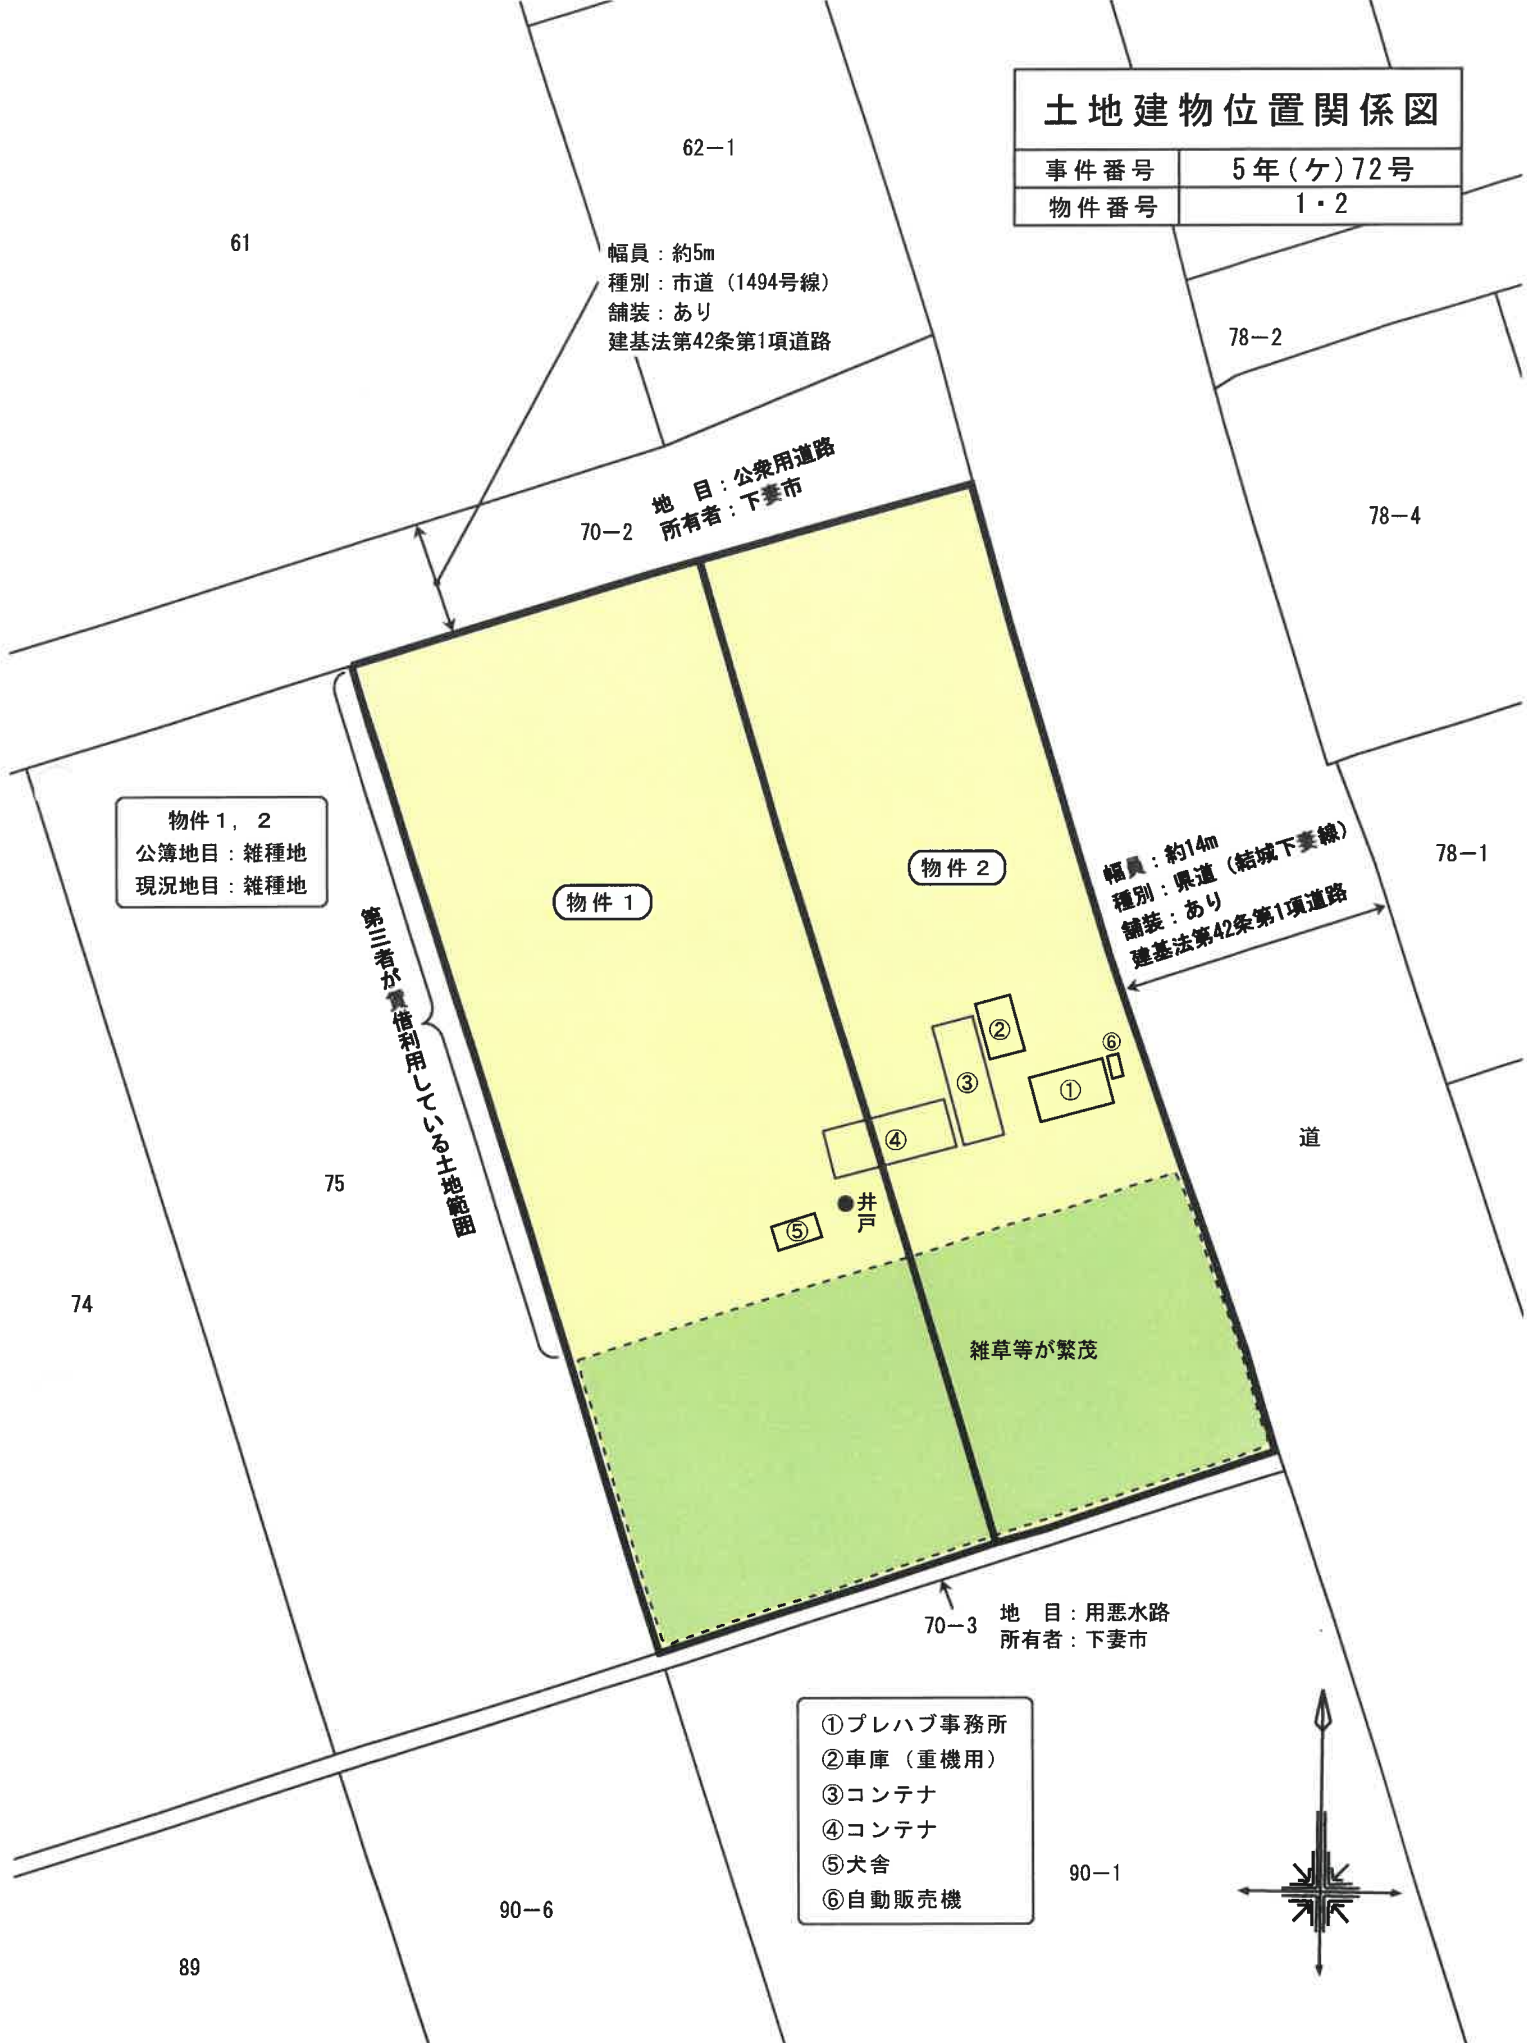 土地建物位置関係図
事件番号 5年(ケ)72号
物件番号 1・2
62-1
61
幅員：約5m
種別：市道（1494号線）
舗装：あり
建基法第42条第1項道路
78-2
78-4
地　目：公衆用道路
所有者：下妻市
70-2
物件1，2
公簿地目：雑種地
現況地目：雑種地
物件1
物件2
幅員：約14m
種別：県道（結城下妻線）
舗装：あり
建基法第42条第1項道路
78-1
第三者が賃借利用している土地範囲
②
⑥
③
①
④
道
75
井戸
⑤
74
雑草等が繁茂
70-3
地　目：用悪水路
所有者：下妻市
①プレハブ事務所
②車庫（重機用）
③コンテナ
④コンテナ
⑤犬舎
⑥自動販売機
90-1
90-6
89